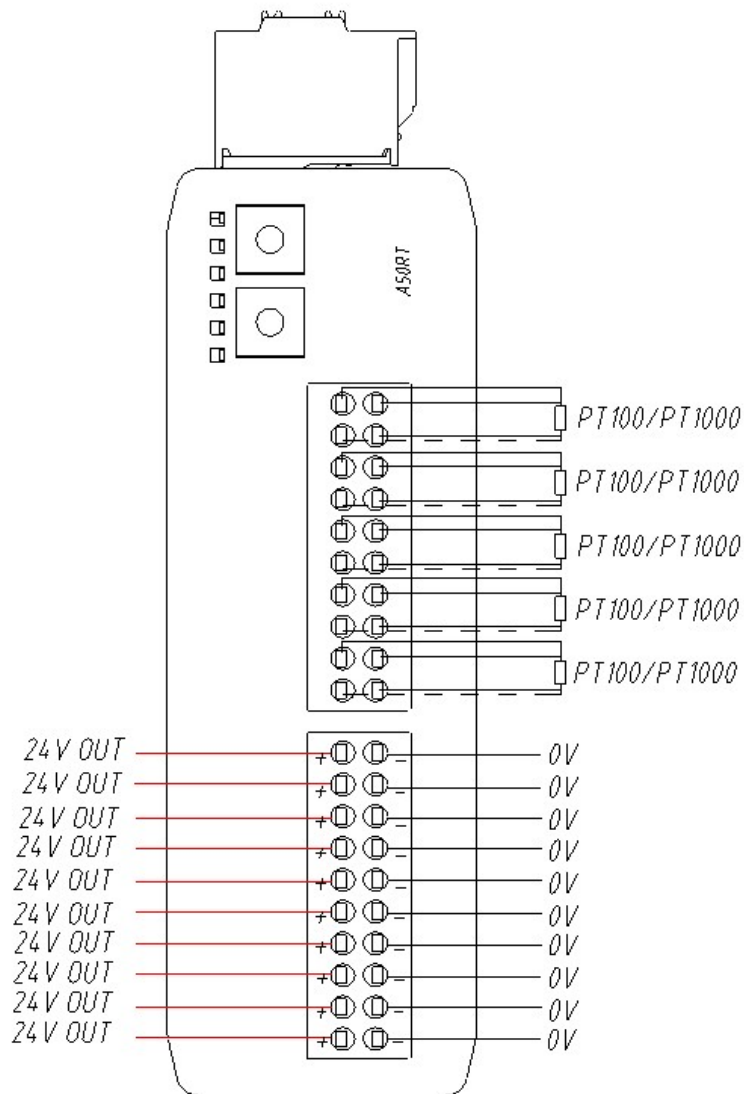 A50RT
PT100/PT1000
PT100/PT1000
PT100/PT1000
PT100/PT1000
PT100/PT1000
24V OUT + - 0V
24V OUT + - 0V
24V OUT + - 0V
24V OUT + - 0V
24V OUT + - 0V
24V OUT + - 0V
24V OUT + - 0V
24V OUT + - 0V
24V OUT + - 0V
24V OUT + - 0V